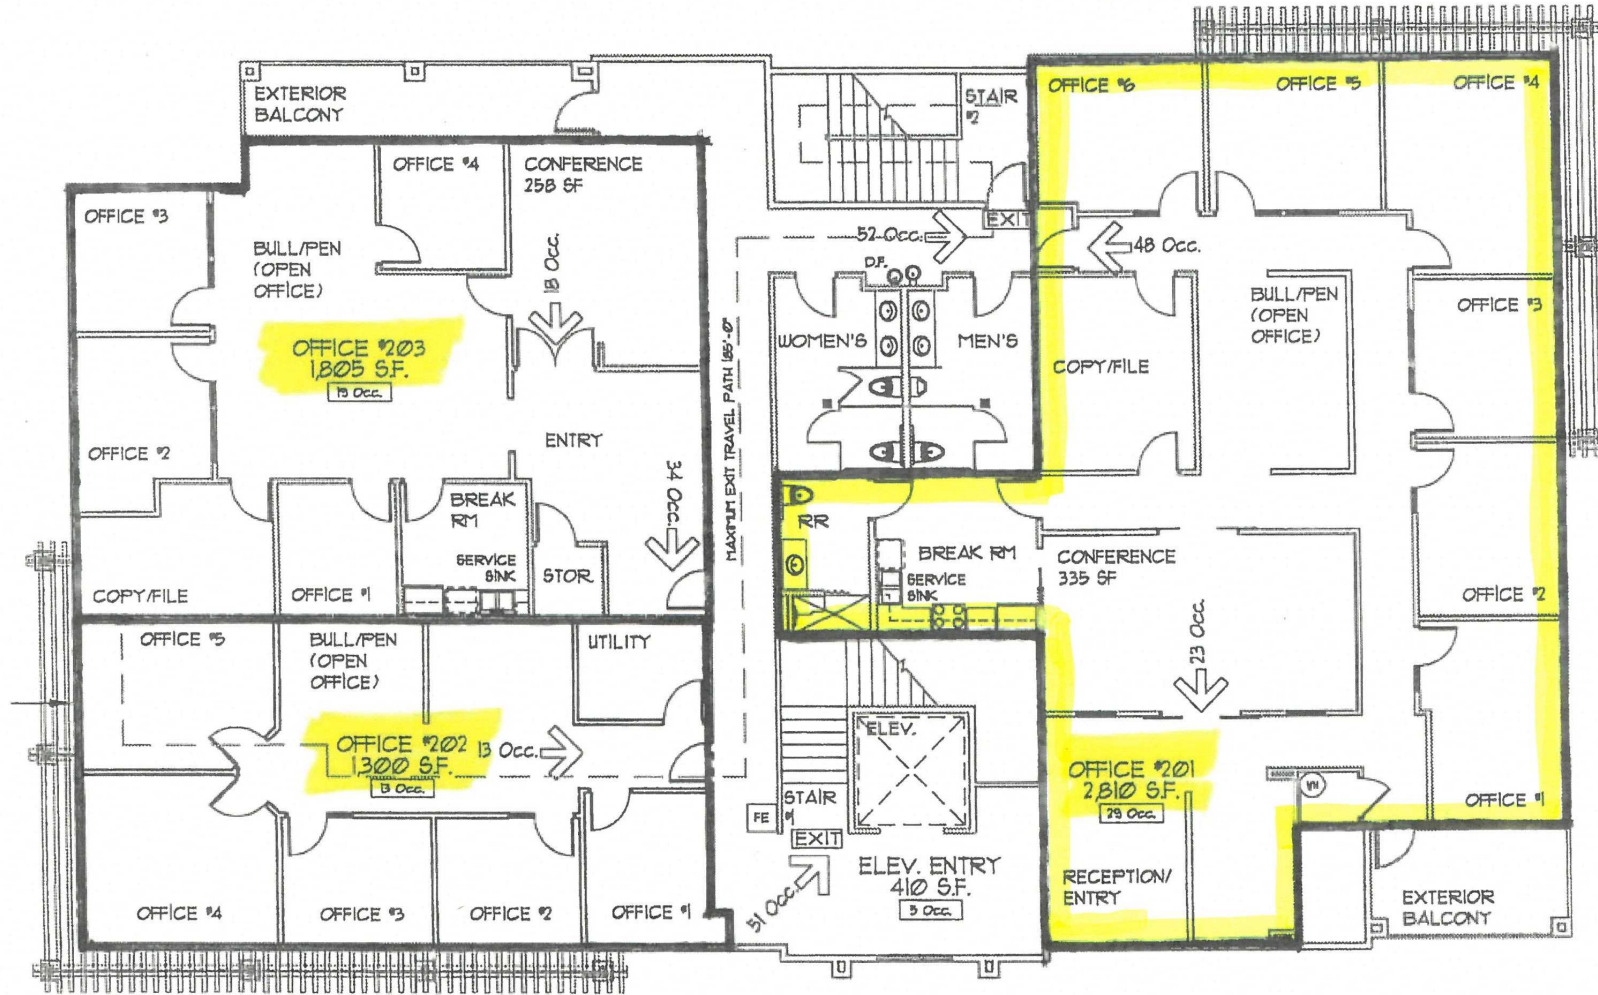 EXTERIOR
BALCONY
OFFICE #4
CONFERENCE
258 SF
OFFICE #3
BULL/PEN
(OPEN
OFFICE)
18 Occ.
OFFICE #203
1,805 S.F.
19 Occ.
OFFICE #2
ENTRY
BREAK
RM
SERVICE
SINK
STOR.
34 Occ.
COPY/FILE
OFFICE #1
MAXIMUM EXIT TRAVEL PATH 185'-0"
STAIR
#2
EXIT
52 Occ.
D.F.
WOMEN'S
MEN'S
OFFICE #6
OFFICE #5
OFFICE #4
48 Occ.
BULL/PEN
(OPEN
OFFICE)
OFFICE #3
COPY/FILE
RR
BREAK RM
SERVICE
SINK
CONFERENCE
335 SF
OFFICE #2
23 Occ.
OFFICE #5
BULL/PEN
(OPEN
OFFICE)
UTILITY
OFFICE #202
1,300 S.F.
13 Occ.
13 Occ.
OFFICE #4
OFFICE #3
OFFICE #2
OFFICE #1
ELEV.
STAIR
#1
FE
EXIT
51 Occ.
ELEV. ENTRY
410 S.F.
5 Occ.
OFFICE #201
2,810 S.F.
29 Occ.
RECEPTION/
ENTRY
OFFICE #1
EXTERIOR
BALCONY